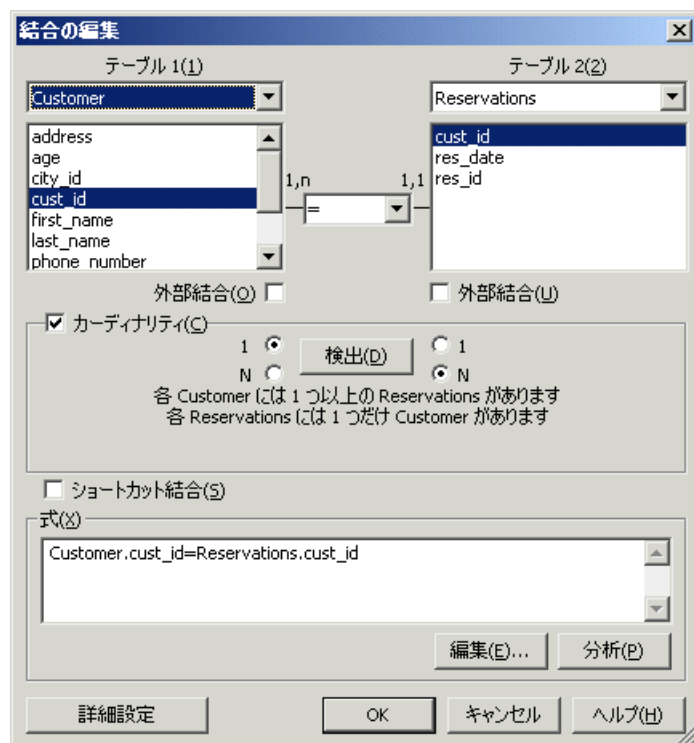 結合の編集
テーブル 1(1)
テーブル 2(2)
Customer
Reservations
address
age
city_id
cust_id
first_name
last_name
phone_number
1,n
=
1,1
cust_id
res_date
res_id
外部結合(O)
外部結合(U)
カーディナリティ(C)
1
N
検出(D)
1
N
各 Customer には 1 つ以上の Reservations があります
各 Reservations には 1 つだけ Customer があります
ショートカット結合(S)
式(X)
Customer.cust_id=Reservations.cust_id
編集(E)...
分析(P)
詳細設定
OK
キャンセル
ヘルプ(H)